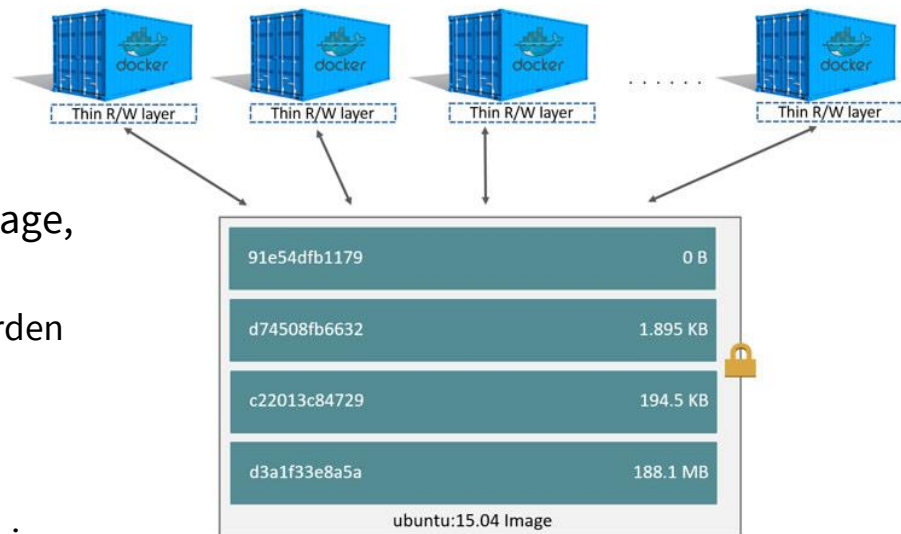 docker docker docker docker
Thin R/W layer Thin R/W layer Thin R/W layer . . . . . . Thin R/W layer
age,
91e54dfb1179 0 B
rden
d74508fb6632 1.895 KB
c22013c84729 194.5 KB
d3a1f33e8a5a 188.1 MB
ubuntu:15.04 Image